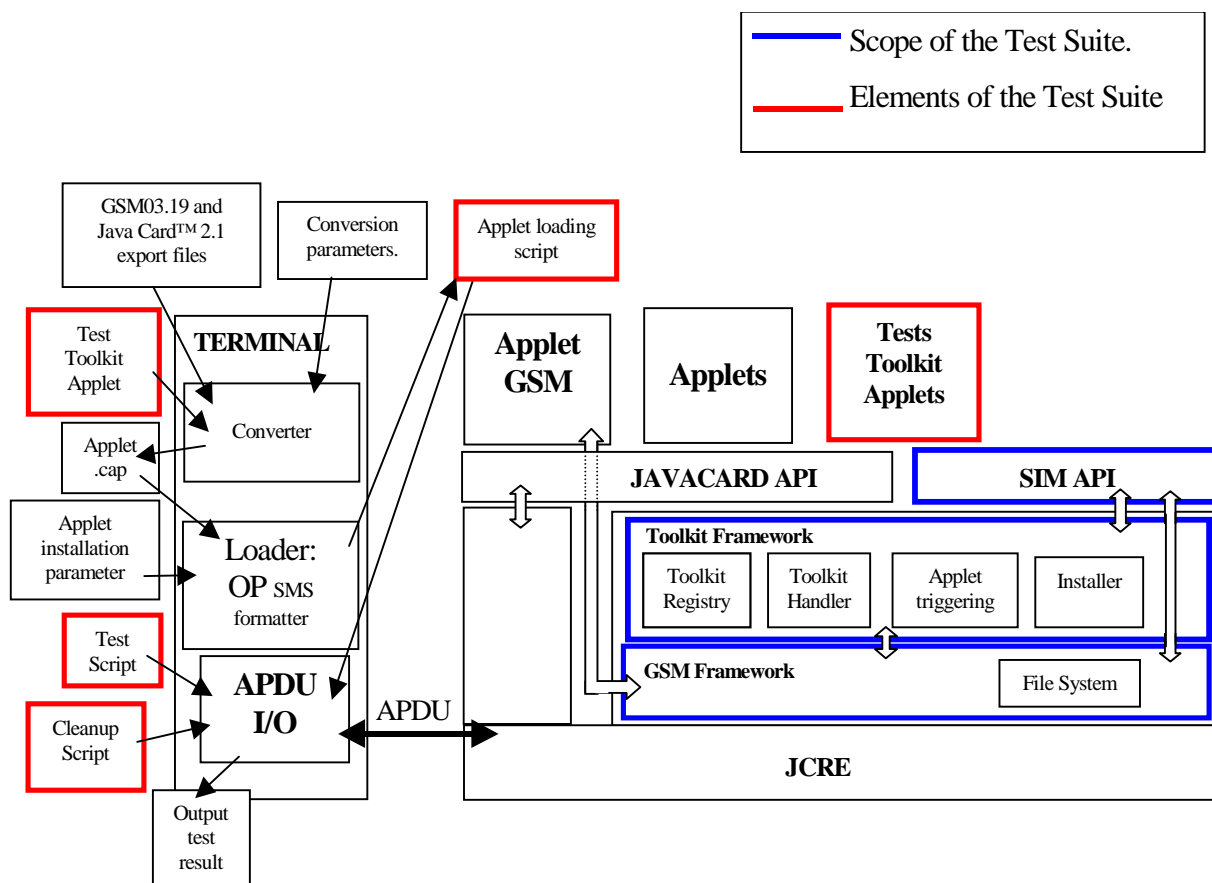 Scope of the Test Suite.
Elements of the Test Suite
GSM03.19 and
Java Card™ 2.1
export files
Conversion
parameters.
Applet loading
script
Test
Toolkit
Applet
TERMINAL
Converter
Applet
.cap
Applet
installation
parameter
Loader:
OP SMS
formatter
Test
Script
APDU
I/O
Cleanup
Script
Output
test
result
APDU
Applet
GSM
Applets
Tests
Toolkit
Applets
JAVACARD API
SIM API
Toolkit Framework
Toolkit
Registry
Toolkit
Handler
Applet
triggering
Installer
GSM Framework
File System
JCRE